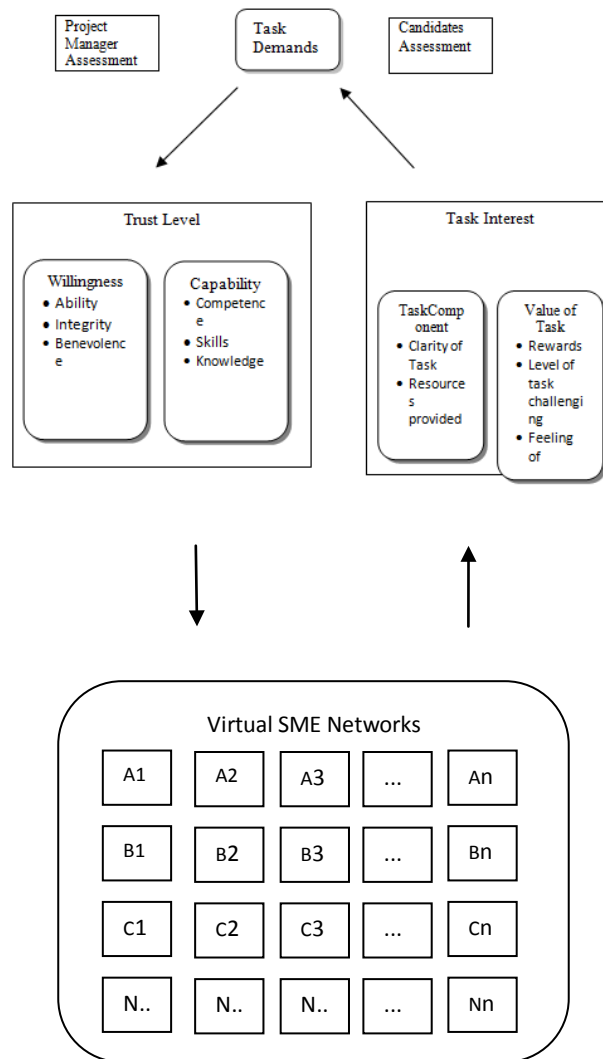 Project
Manager
Assessment
Task
Demands
Candidates
Assessment
Trust Level
Willingness
• Ability
• Integrity
• Benevolenc
e
Capability
• Competenc
e
• Skills
• Knowledge
Task Interest
TaskComp
onent
• Clarity of
Task
• Resource
s
provided
Value of
Task
• Rewards
• Level of
task
challengi
ng
• Feeling of
Virtual SME Networks
A1 A2 A3 ... An
B1 B2 B3 ... Bn
C1 C2 C3 ... Cn
N.. N.. N.. ... Nn